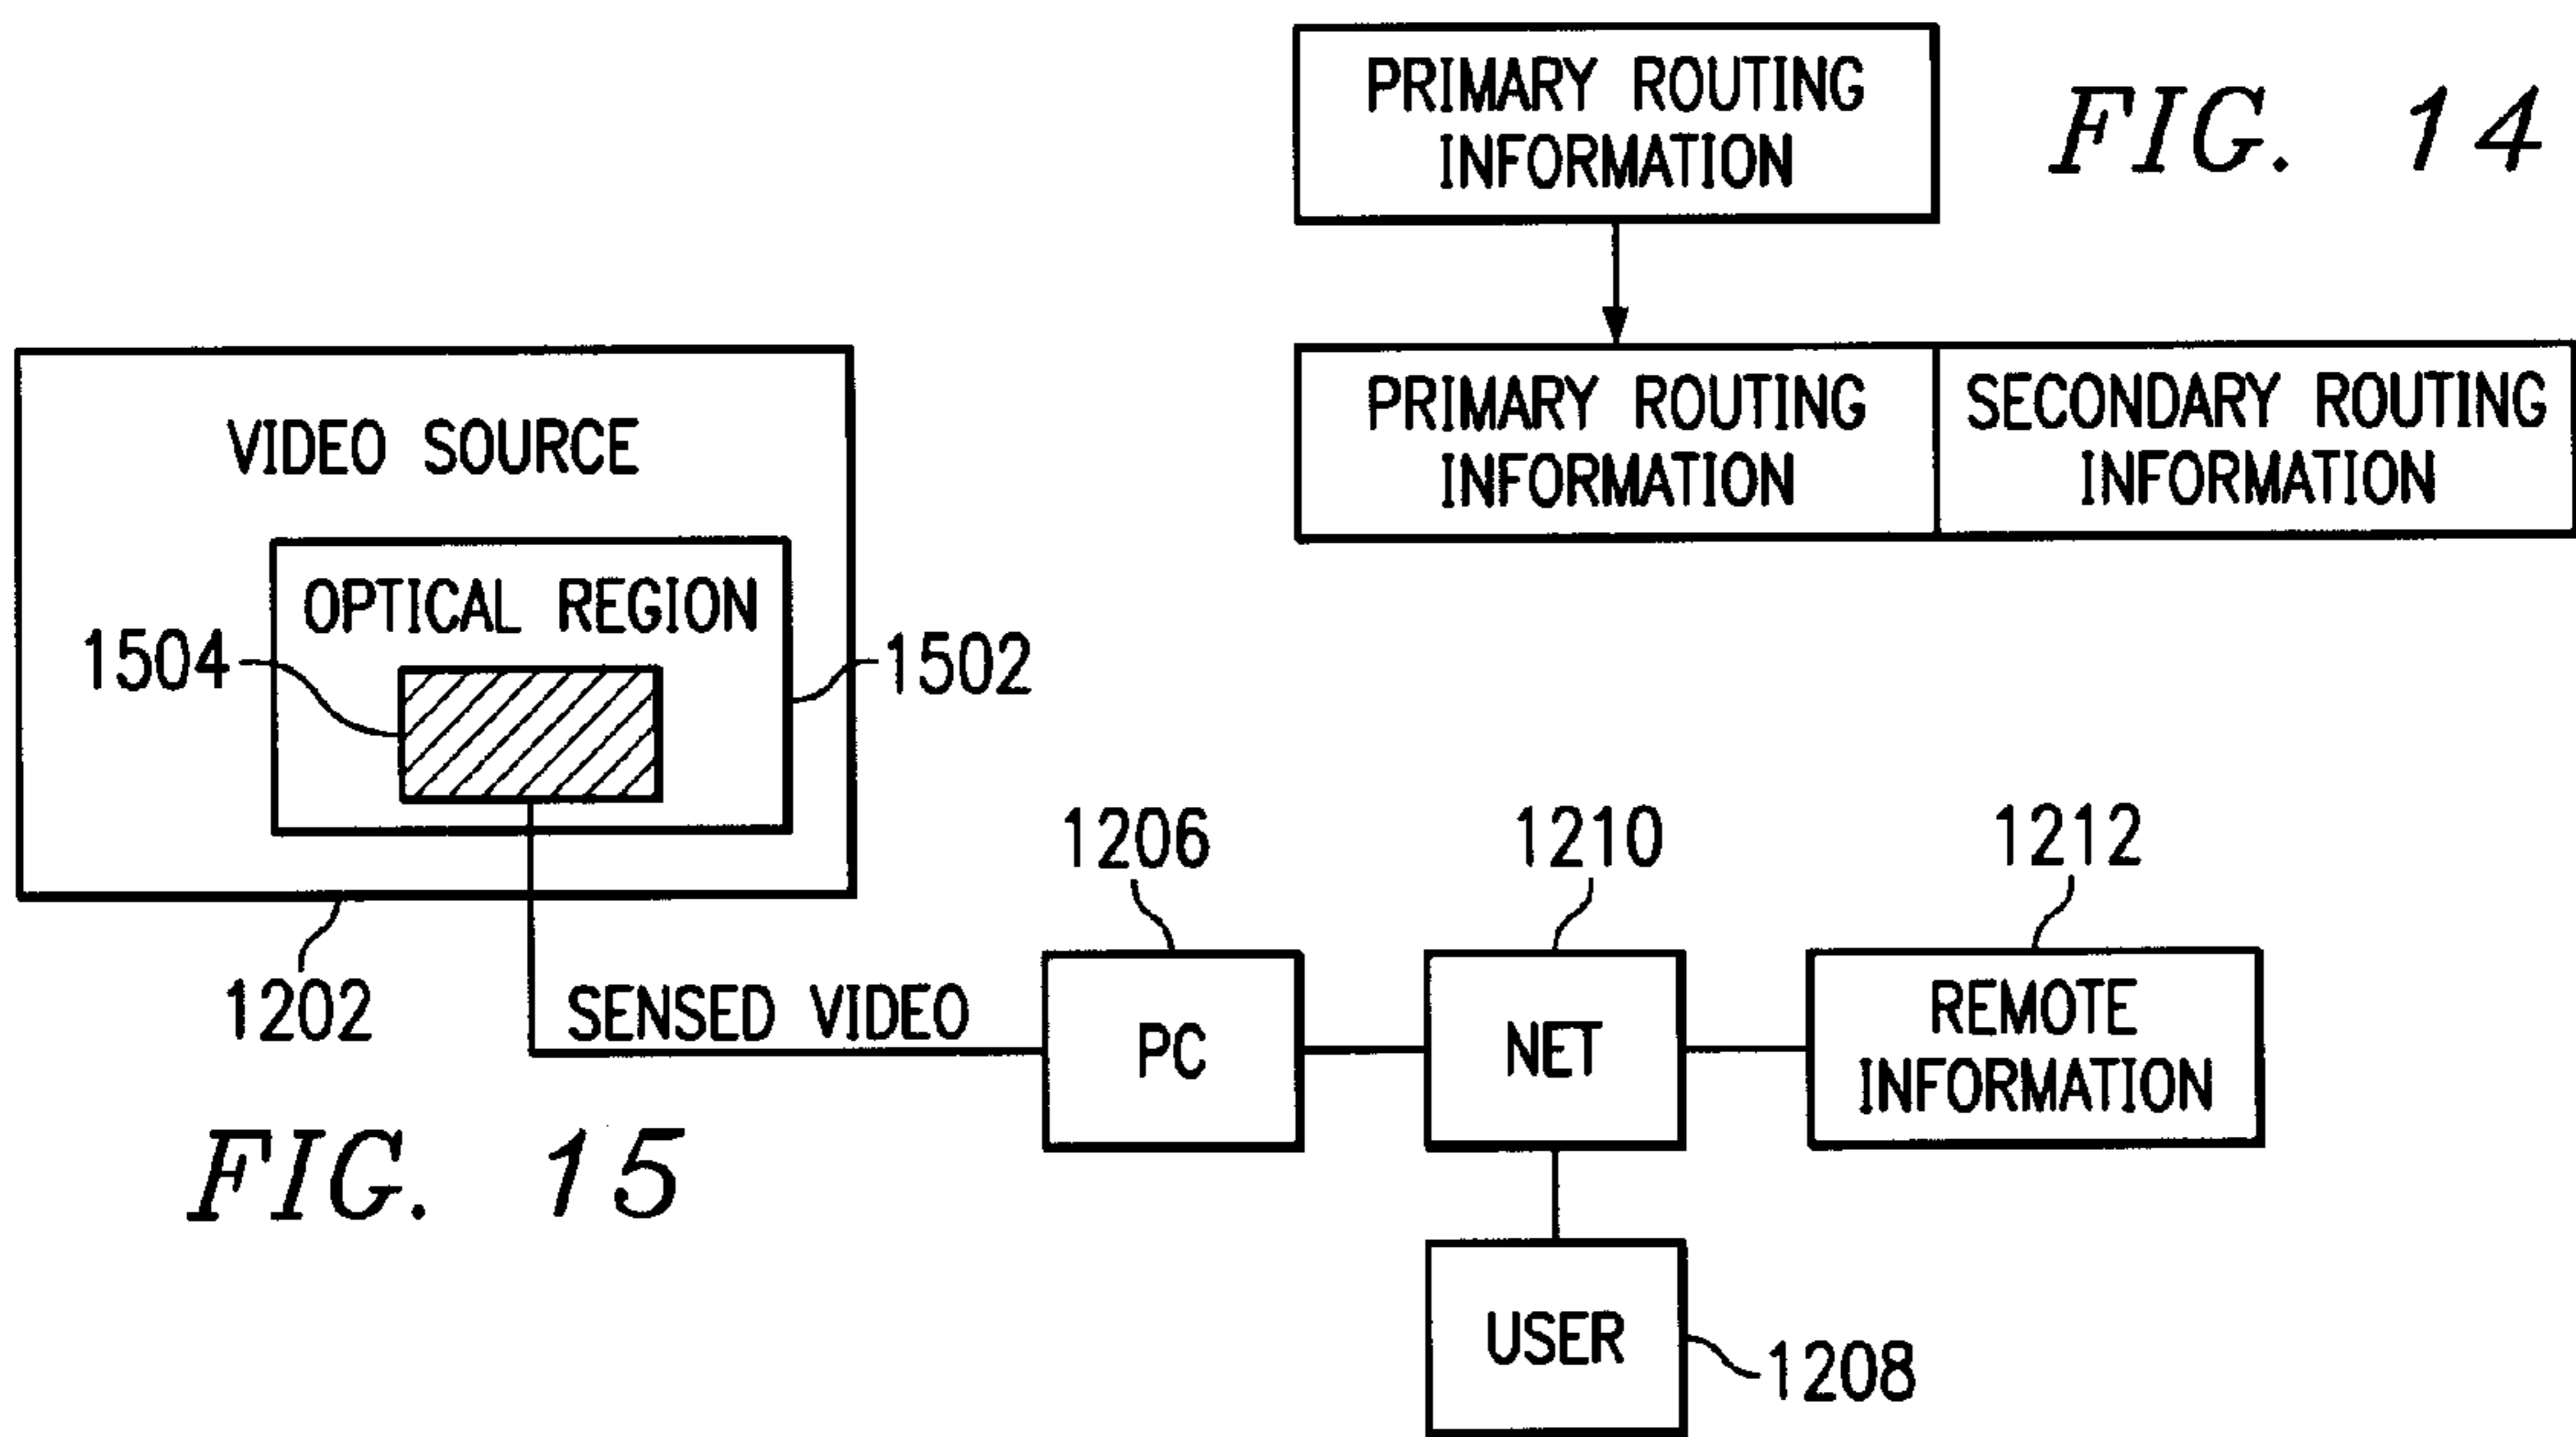 PRIMARY ROUTING
INFORMATION
FIG. 14
PRIMARY ROUTING
INFORMATION
SECONDARY ROUTING
INFORMATION
VIDEO SOURCE
OPTICAL REGION
1504
1502
1202
SENSED VIDEO
1206
PC
1210
NET
1212
REMOTE
INFORMATION
USER
1208
FIG. 15